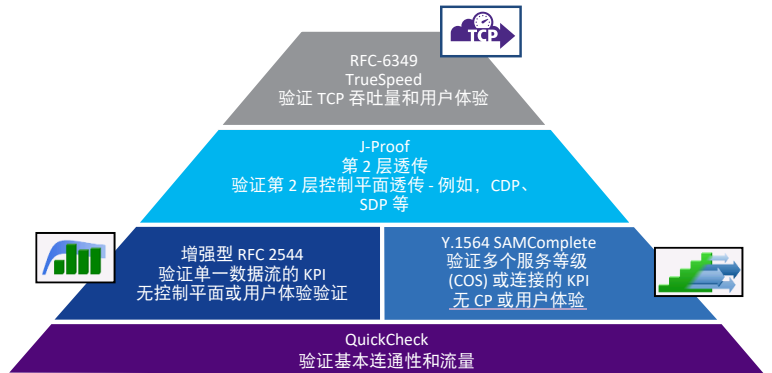 TCP
RFC-6349
TrueSpeed
验证 TCP 吞吐量和用户体验
J-Proof
第 2 层透传
验证第 2 层控制平面透传 - 例如，CDP、
SDP 等
增强型 RFC 2544
验证单一数据流的 KPI
无控制平面或用户体验验证
Y.1564 SAMComplete
验证多个服务等级
(COS) 或连接的 KPI
无 CP 或用户体验
QuickCheck
验证基本连通性和流量